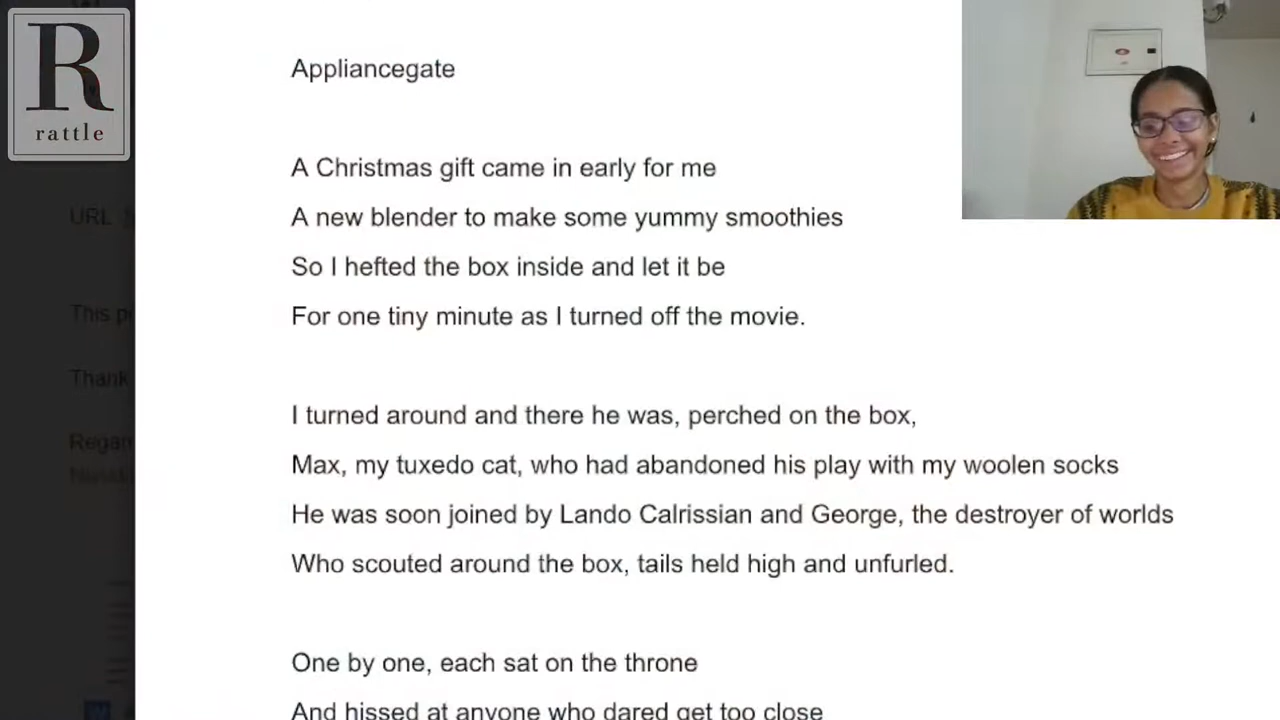 R
rattle
Appliancegate
A Christmas gift came in early for me
A new blender to make some yummy smoothies
So I hefted the box inside and let it be
For one tiny minute as I turned off the movie.
I turned around and there he was, perched on the box,
Max, my tuxedo cat, who had abandoned his play with my woolen socks
He was soon joined by Lando Calrissian and George, the destroyer of worlds
Who scouted around the box, tails held high and unfurled.
One by one, each sat on the throne
And hissed at anyone who dared get too close
URL
This
Thank